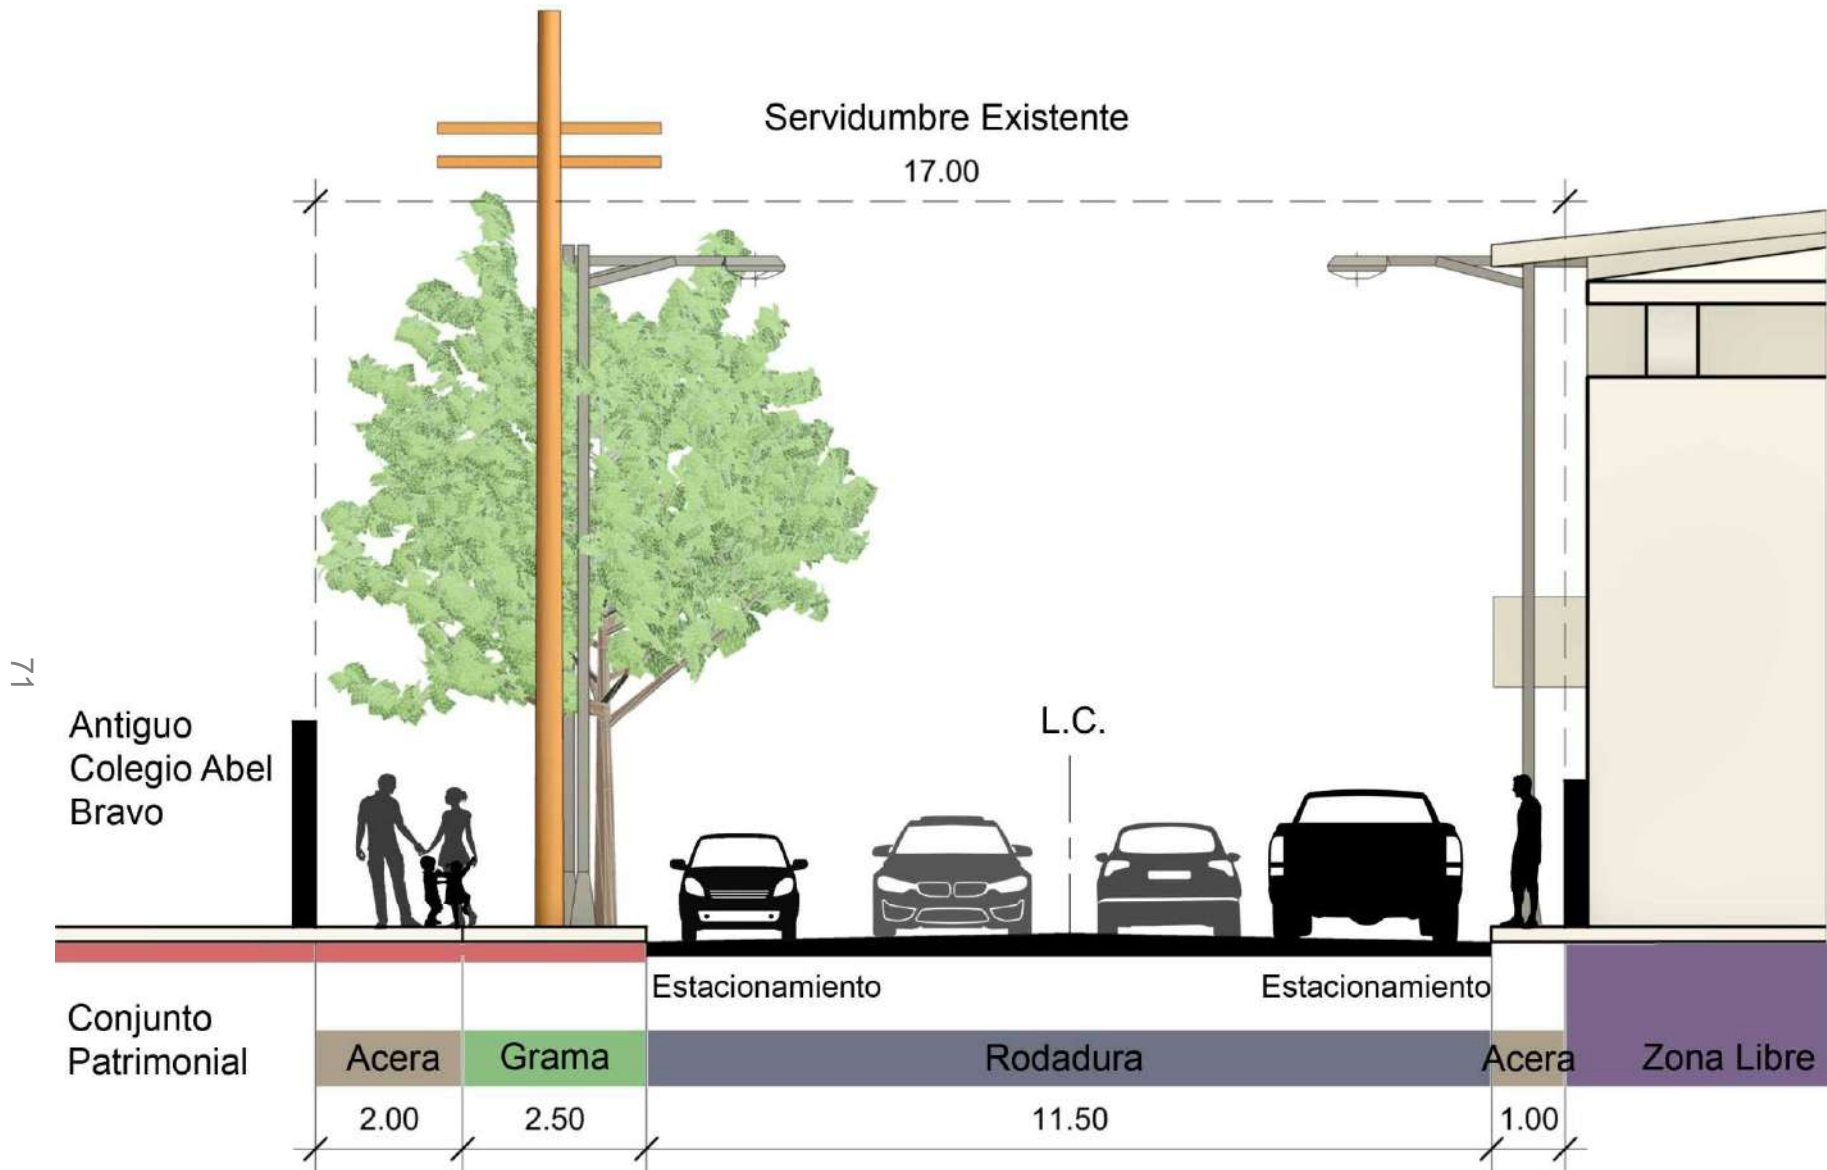 Servidumbre Existente
17.00
71
Antiguo
Colegio Abel
Bravo
L.C.
Estacionamiento
Estacionamiento
Conjunto
Patrimonial
Acera
Grama
Rodadura
Acera
Zona Libre
2.00
2.50
11.50
1.00